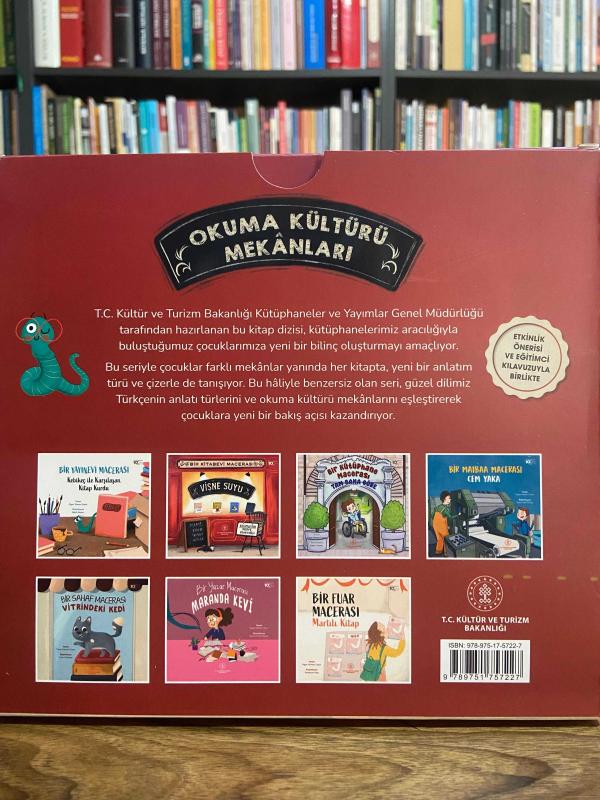 OKUMA KÜLTÜRÜ
MEKÂNLARI
T.C. Kültür ve Turizm Bakanlığı Kütüphaneler ve Yayımlar Genel Müdürlüğü
tarafından hazırlanan bu kitap dizisi, kütüphanelerimiz aracılığıyla
buluştuğumuz çocuklarımıza yeni bir bilinç oluşturmayı amaçlıyor.
Bu seriyle çocuklar farklı mekânlar yanında her kitapta, yeni bir anlatım
türü ve çizerle de tanışıyor. Bu hâliyle benzersiz olan seri, güzel dilimiz
Türkçenin anlatı türlerini ve okuma kültürü mekânlarını eşleştirerek
çocuklara yeni bir bakış açısı kazandırıyor.
ETKİNLİK
ÖNERİSİ
VE EĞİTİMCİ
KILAVUZUYLA
BİRLİKTE
BİR YAYINEVİ MACERASI
Kebikeç ile Karşılaşan
Kitap Kurdu
BİR KİTABEVİ MACERASI
VİŞNE SUYU
Bir Kütüphane
Macerası
TAM BANA GÖRE
BİR MATBAA MACERASI
CEM YAKA
BİR SAHAF MACERASI
VİTRİNDEKİ KEDİ
Bir Yazar Macerası
MARANDA KEVİ
BİR FUAR
MACERASI
Martılı Kitap
T.C. KÜLTÜR VE TURİZM
BAKANLIĞI
ISBN: 978-975-17-5722-7
9 789751 757227